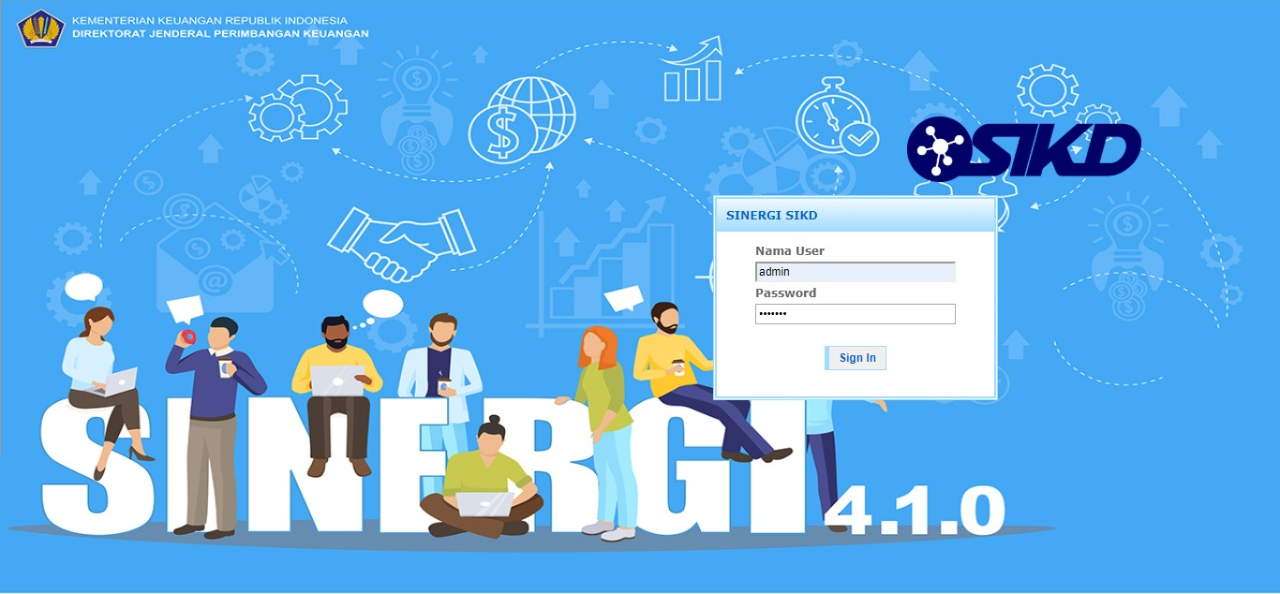 KEMENTERIAN KEUANGAN REPUBLIK INDONESIA
DIREKTORAT JENDERAL PERIMBANGAN KEUANGAN
SIKD
SINERGI SIKD
Nama User
admin
Password
•••••••
Sign In
SINERGI
4.1.0